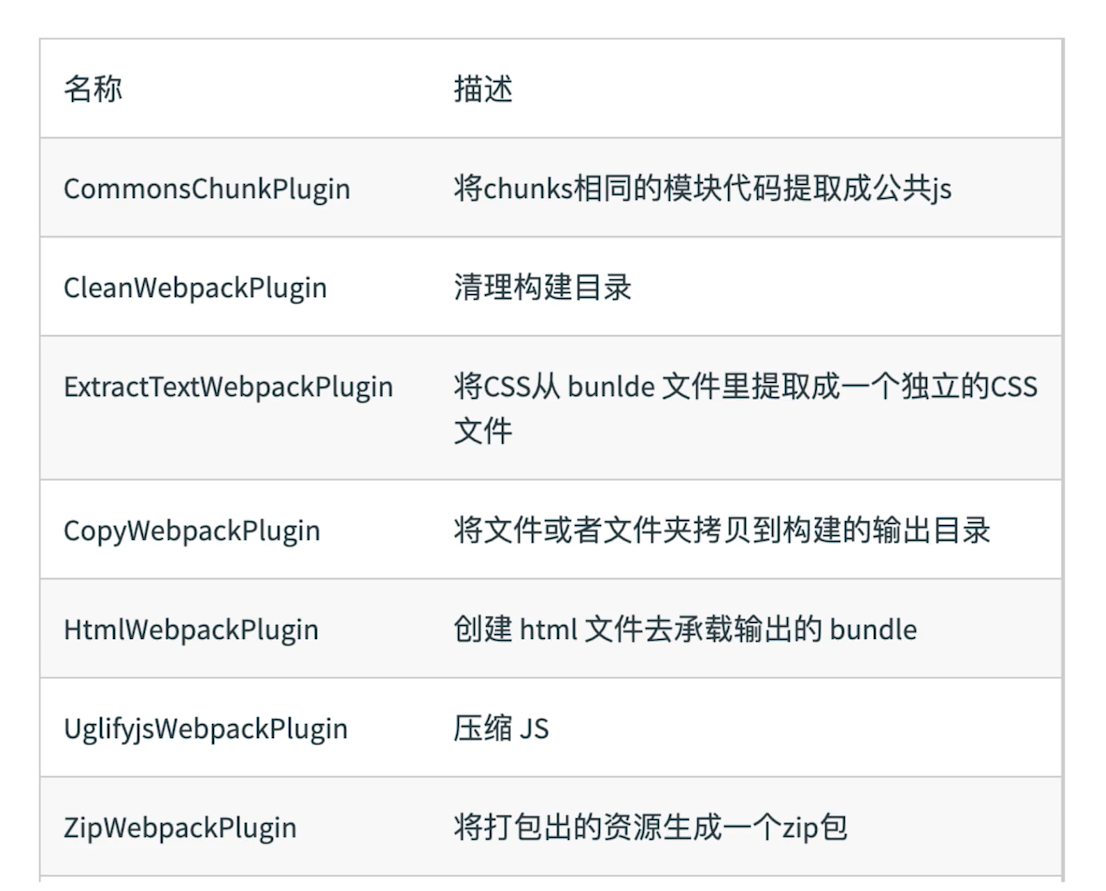 名称 描述
CommonsChunkPlugin 将chunks相同的模块代码提取成公共js
CleanWebpackPlugin 清理构建目录
ExtractTextWebpackPlugin 将CSS从 bunlde 文件里提取成一个独立的CSS
文件
CopyWebpackPlugin 将文件或者文件夹拷贝到构建的输出目录
HtmlWebpackPlugin 创建 html 文件去承载输出的 bundle
UglifyjsWebpackPlugin 压缩 JS
ZipWebpackPlugin 将打包出的资源生成一个zip包